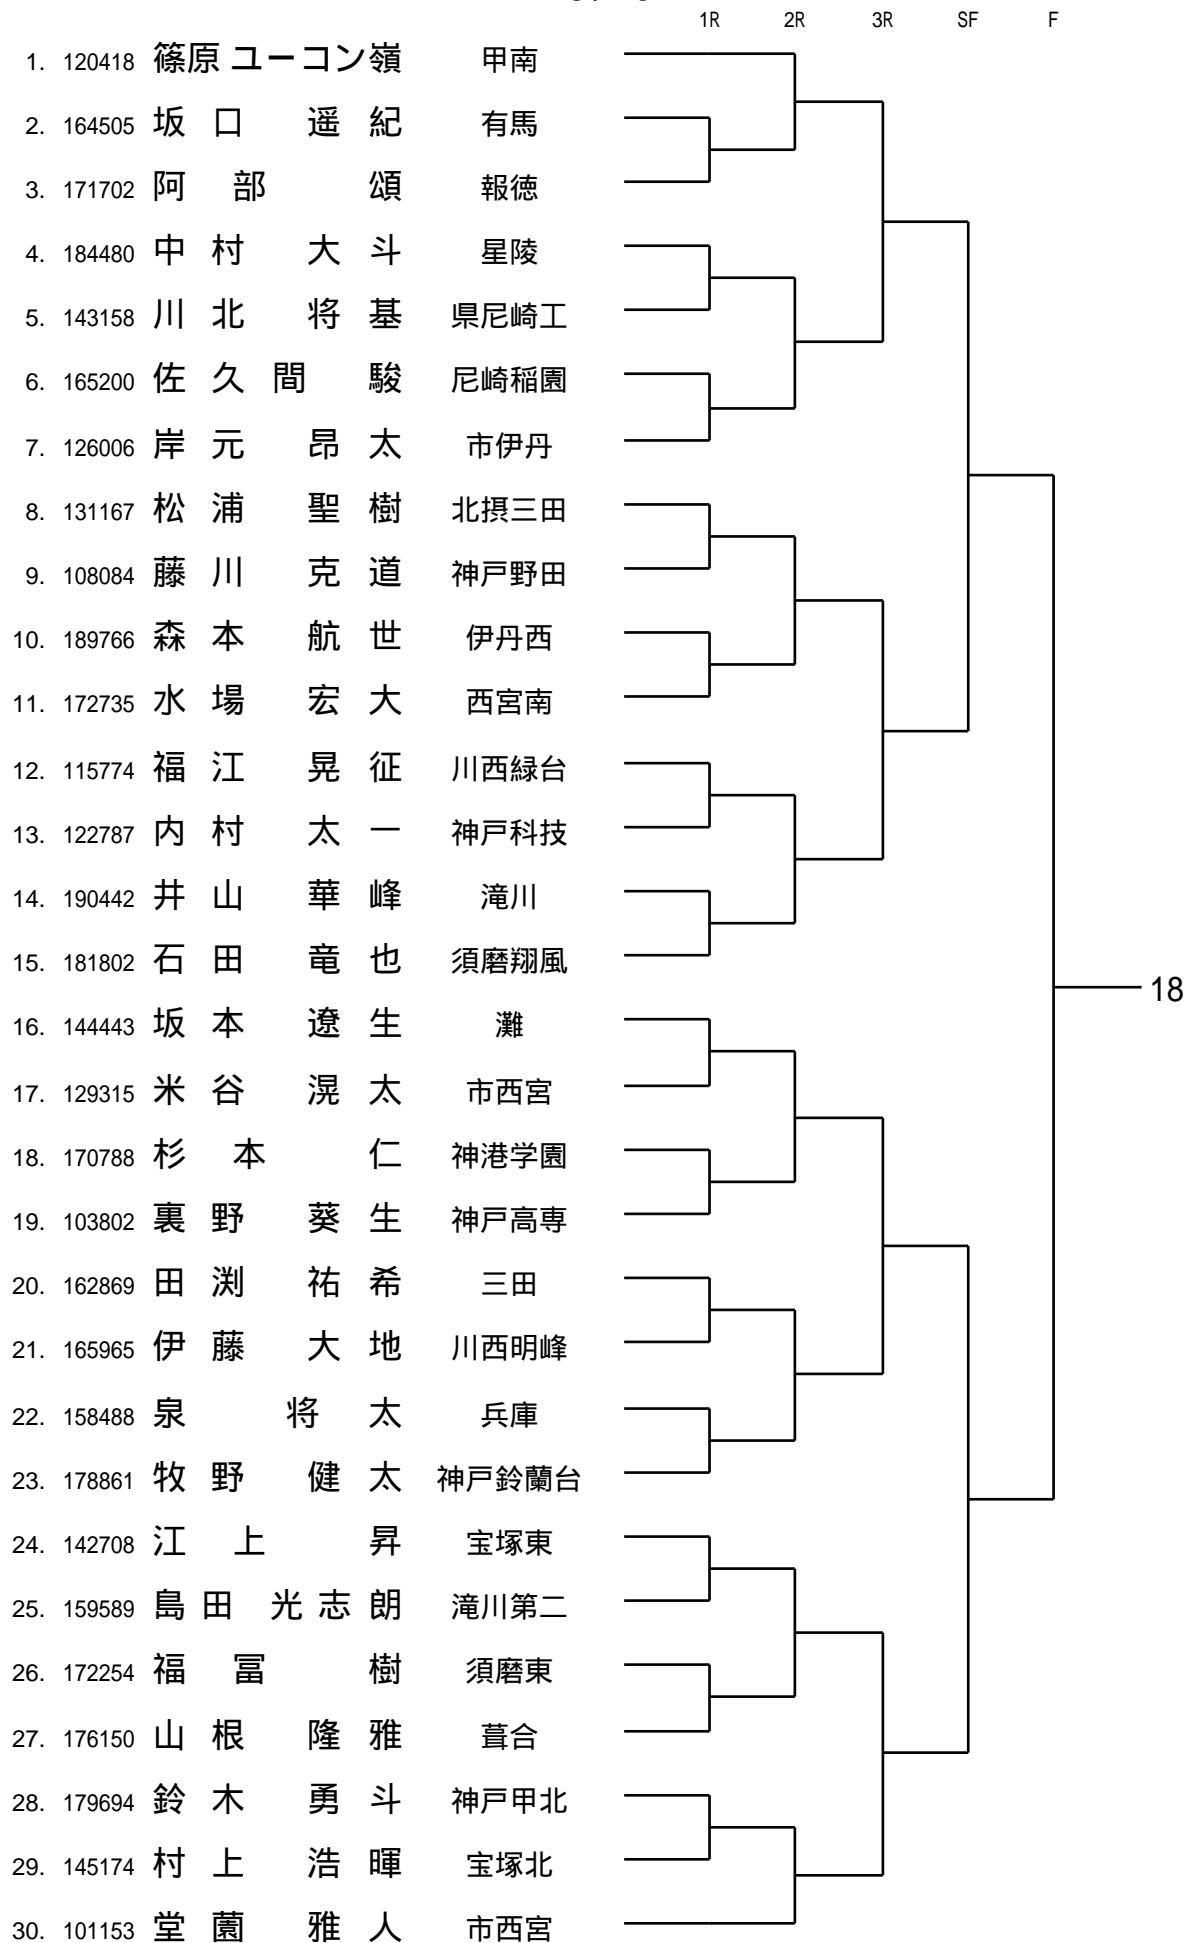 1R 2R 3R SF F
1. 120418 篠原 ユーコン嶺 甲南
2. 164505 坂口 遥紀 有馬
3. 171702 阿部 頌 報徳
4. 184480 中村 大斗 星陵
5. 143158 川北 将基 県尼崎工
6. 165200 佐久間 駿 尼崎稲園
7. 126006 岸元 昂太 市伊丹
8. 131167 松浦 聖樹 北摂三田
9. 108084 藤川 克道 神戸野田
10. 189766 森本 航世 伊丹西
11. 172735 水場 宏大 西宮南
12. 115774 福江 晃征 川西緑台
13. 122787 内村 太一 神戸科技
14. 190442 井山 華峰 滝川
15. 181802 石田 竜也 須磨翔風
18
16. 144443 坂本 遼生 灘
17. 129315 米谷 滉太 市西宮
18. 170788 杉本 仁 神港学園
19. 103802 裏野 葵生 神戸高専
20. 162869 田渕 祐希 三田
21. 165965 伊藤 大地 川西明峰
22. 158488 泉 将太 兵庫
23. 178861 牧野 健太 神戸鈴蘭台
24. 142708 江上 昇 宝塚東
25. 159589 島田 光志朗 滝川第二
26. 172254 福冨 樹 須磨東
27. 176150 山根 隆雅 葺合
28. 179694 鈴木 勇斗 神戸甲北
29. 145174 村上 浩暉 宝塚北
30. 101153 堂薗 雅人 市西宮